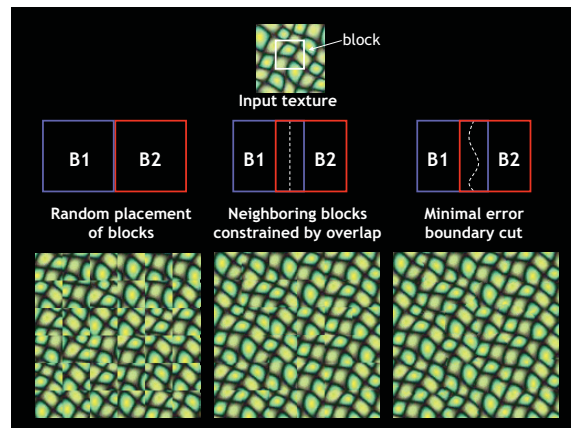 block
Input texture
B1 B2
B1 B2
B1 B2
Random placement
of blocks
Neighboring blocks
constrained by overlap
Minimal error
boundary cut